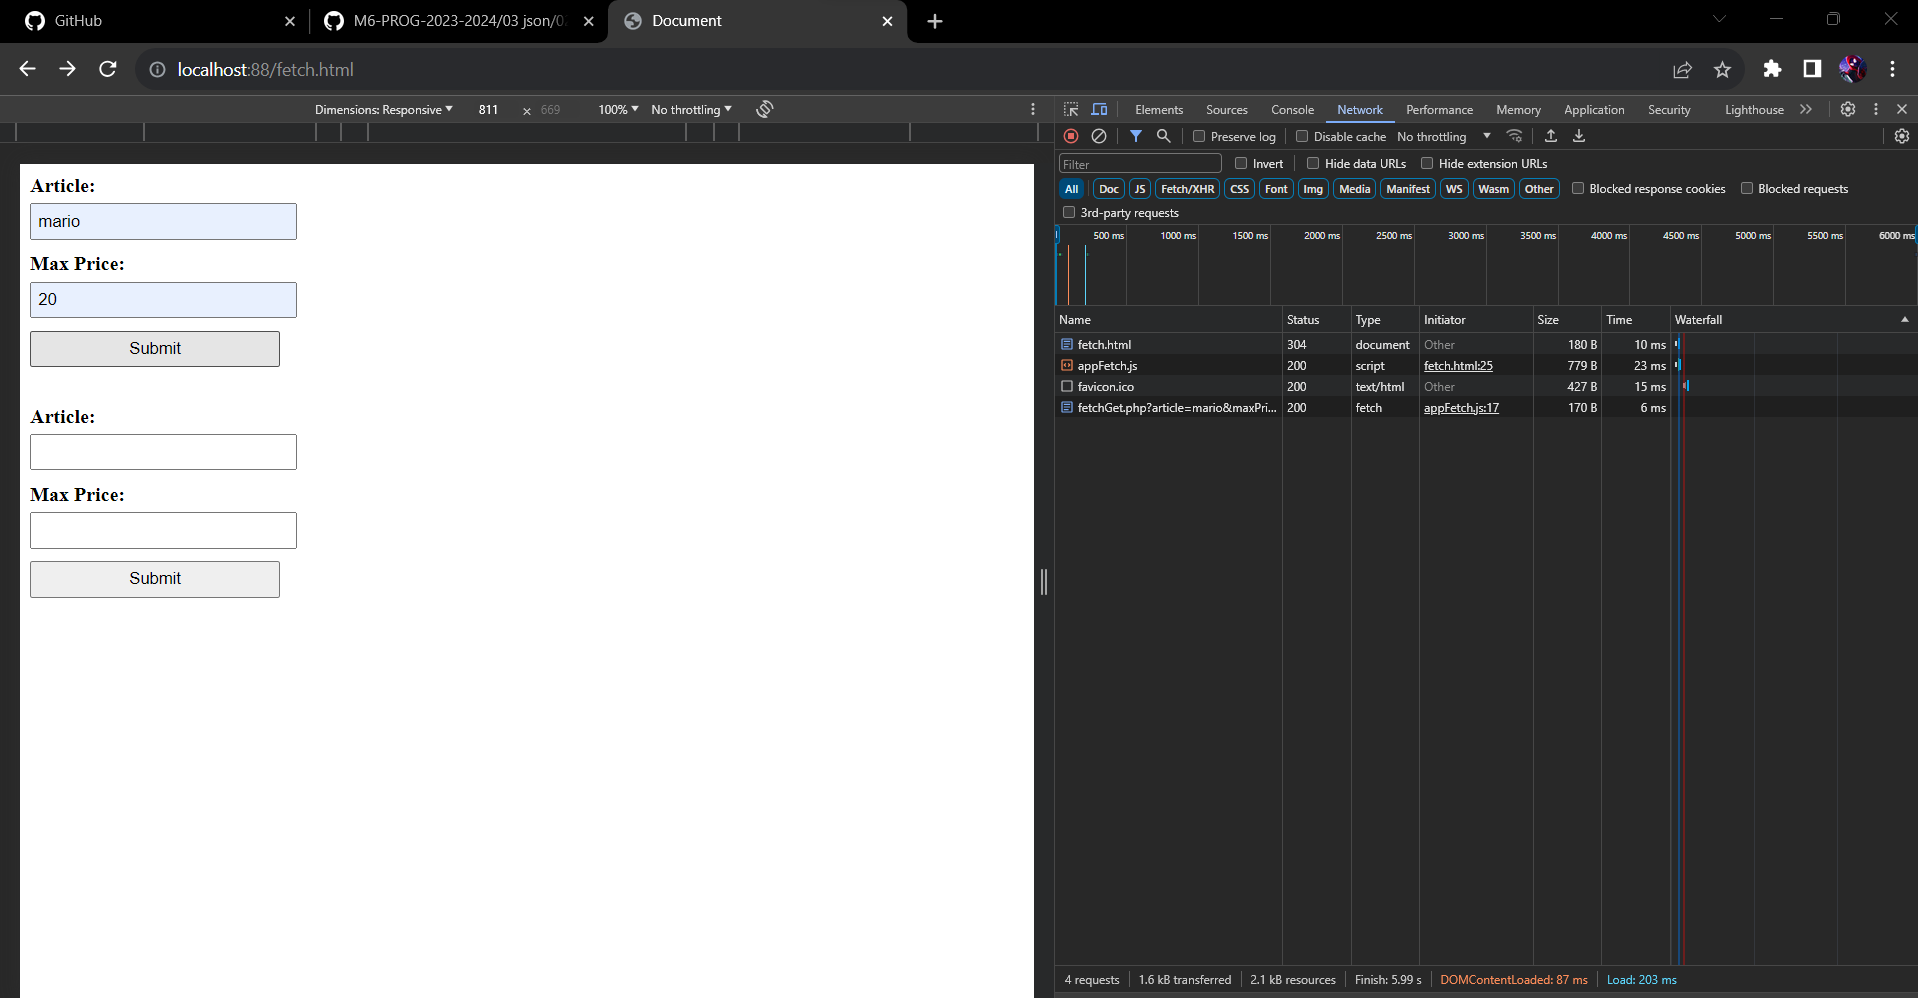 GitHub
M6-PROG-2023-2024/03 json/02
Document
localhost:88/fetch.html
Dimensions: Responsive 811 × 669 100% No throttling
Elements Sources Console Network Performance Memory Application Security Lighthouse
Preserve log Disable cache No throttling
Filter Invert Hide data URLs Hide extension URLs
All Doc JS Fetch/XHR CSS Font Img Media Manifest WS Wasm Other Blocked response cookies Blocked requests
3rd-party requests
500 ms 1000 ms 1500 ms 2000 ms 2500 ms 3000 ms 3500 ms 4000 ms 4500 ms 5000 ms 5500 ms 6000 ms
Name Status Type Initiator Size Time Waterfall
fetch.html 304 document Other 180 B 10 ms
appFetch.js 200 script fetch.html:25 779 B 23 ms
favicon.ico 200 text/html Other 427 B 15 ms
fetchGet.php?article=mario&maxPri... 200 fetch appFetch.js:17 170 B 6 ms
4 requests 1.6 kB transferred 2.1 kB resources Finish: 5.99 s DOMContentLoaded: 87 ms Load: 203 ms
Article:
mario
Max Price:
20
Submit
Article:
Max Price:
Submit